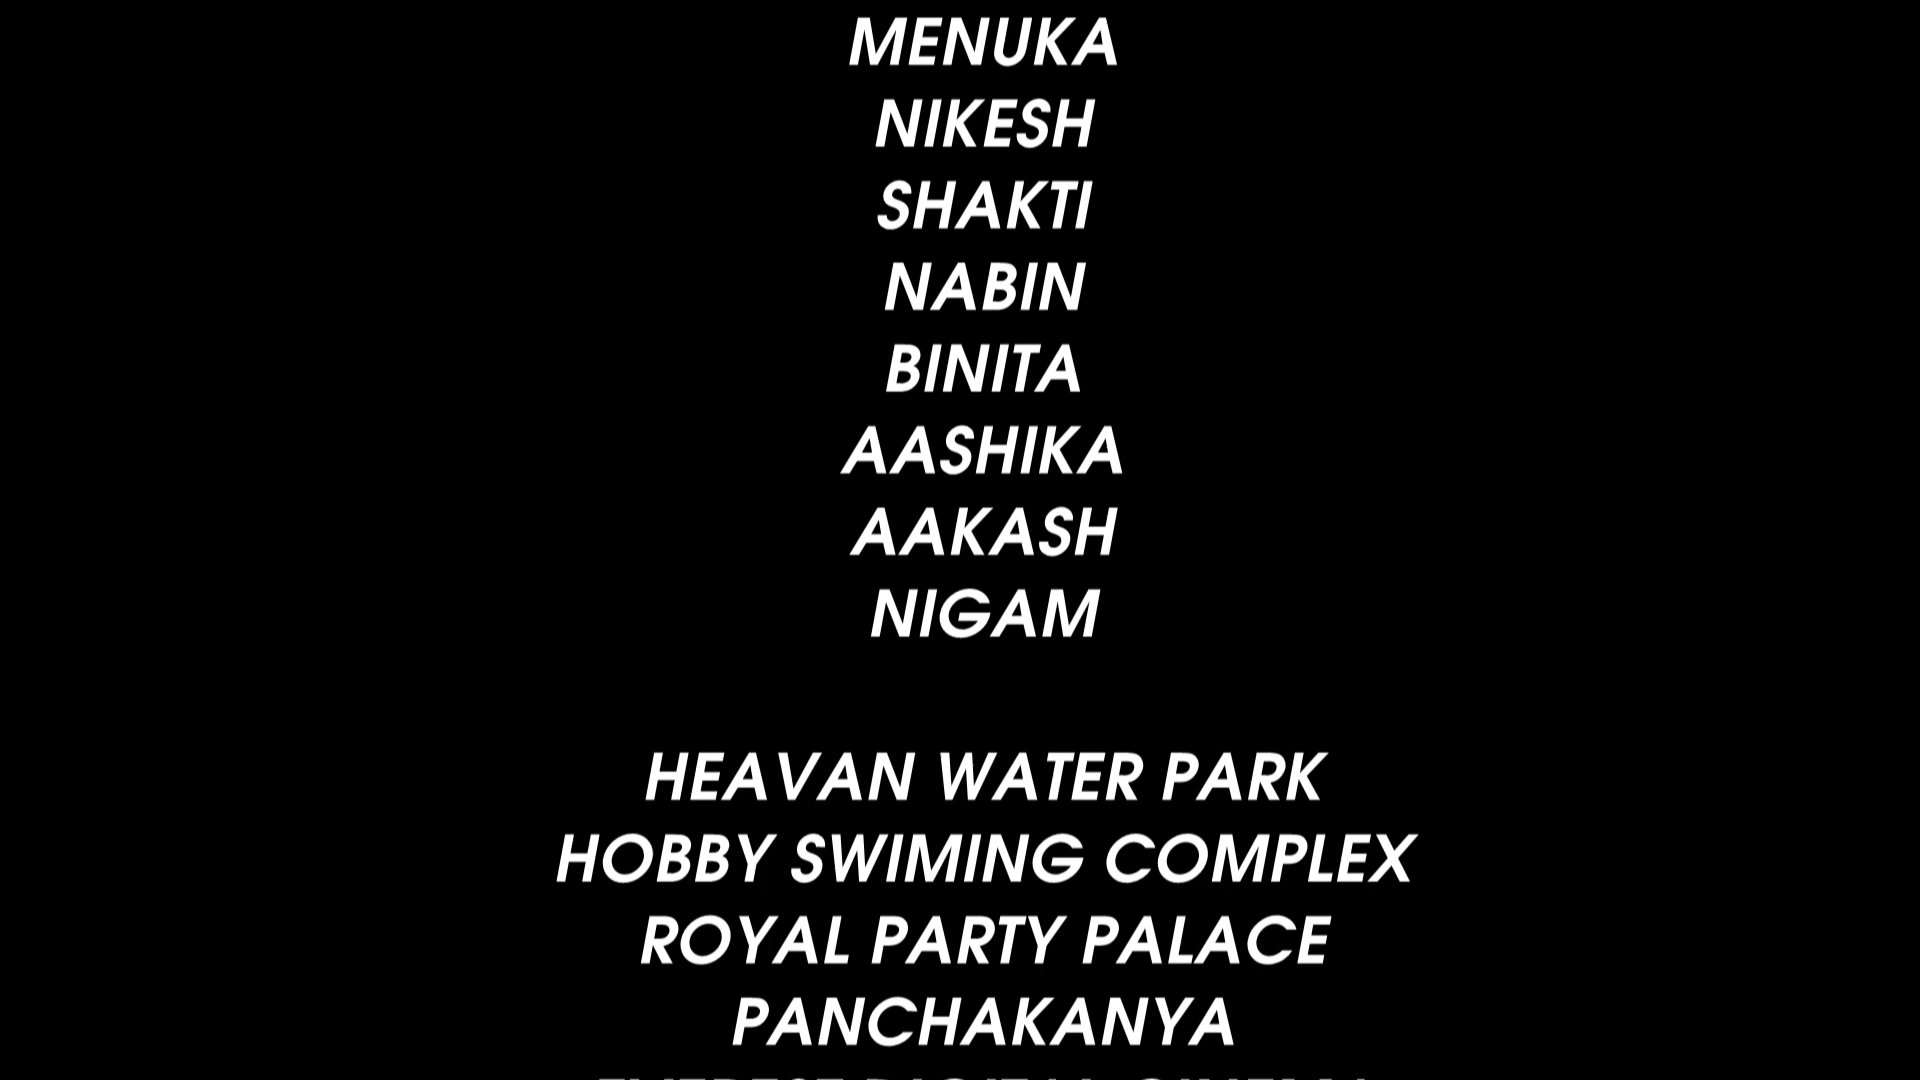 MENUKA
NIKESH
SHAKTI
NABIN
BINITA
AASHIKA
AAKASH
NIGAM
HEAVAN WATER PARK
HOBBY SWIMING COMPLEX
ROYAL PARTY PALACE
PANCHAKANYA